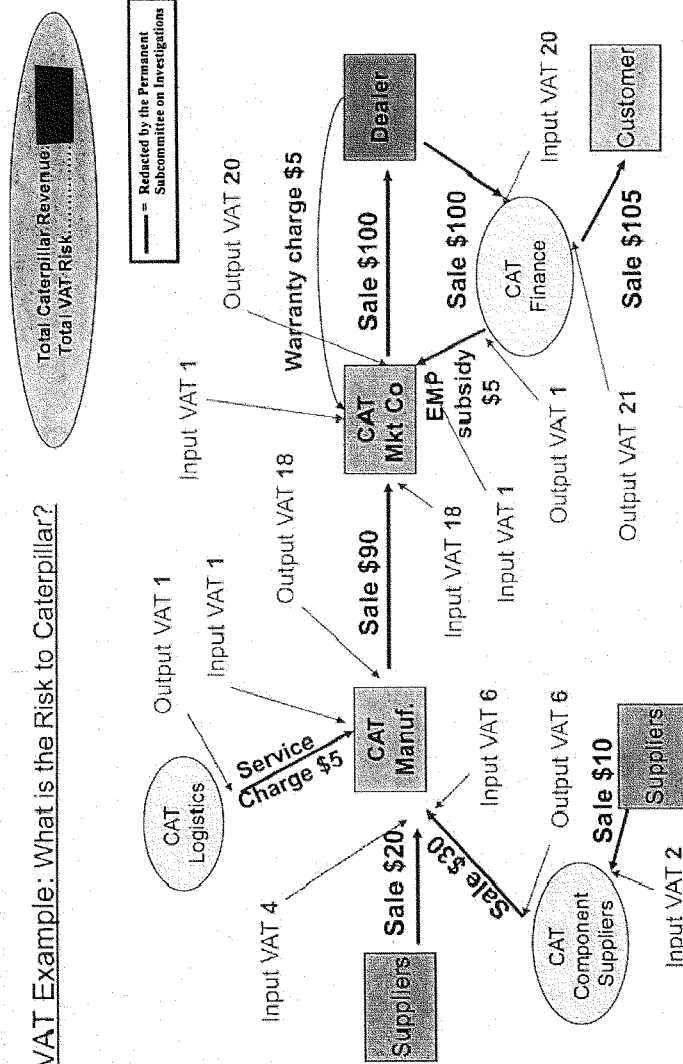 VAT Example: What is the Risk to Caterpillar?
Total Caterpillar Revenue:
Total VAT Risk
= Redacted by the Permanent
Subcommittee on Investigations
Output VAT 1
Input VAT 1
CAT
Logistics
Service
Charge $5
Input VAT 4
Output VAT 18
Input VAT 1
Output VAT 20
Warranty charge $5
Suppliers
Sale $20
CAT
Manuf.
Sale $90
CAT
Mkt Co
Sale $100
Dealer
Sale $30
Input VAT 6
Output VAT 6
Input VAT 18
Input VAT 1
EMP
subsidy
$5
Sale $100
Input VAT 20
CAT
Component
Suppliers
Sale $10
Suppliers
Input VAT 2
CAT
Finance
Output VAT 1
Output VAT 21
Sale $105
Customer